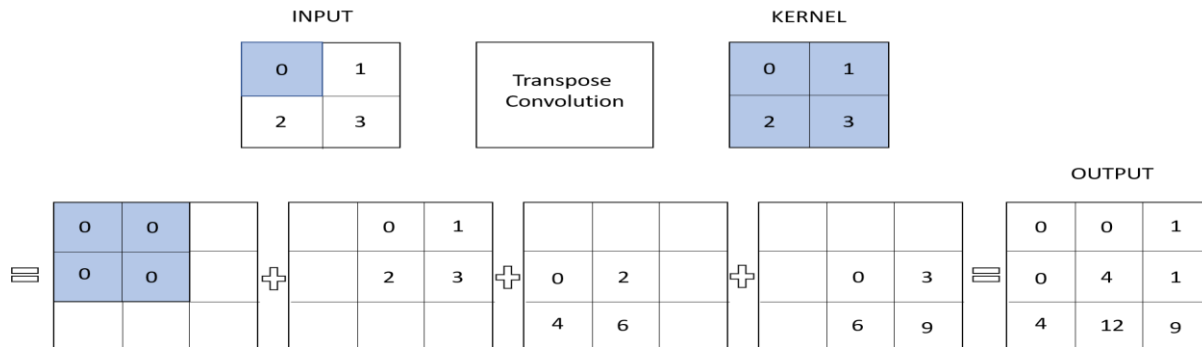 INPUT KERNEL
0 1 Transpose 0 1
Convolution
2 3 2 3
OUTPUT
0 0 0 1 0 0 1
= 0 0 + 2 3 + 0 2 + 0 3 = 0 4 1
4 6 6 9 4 12 9